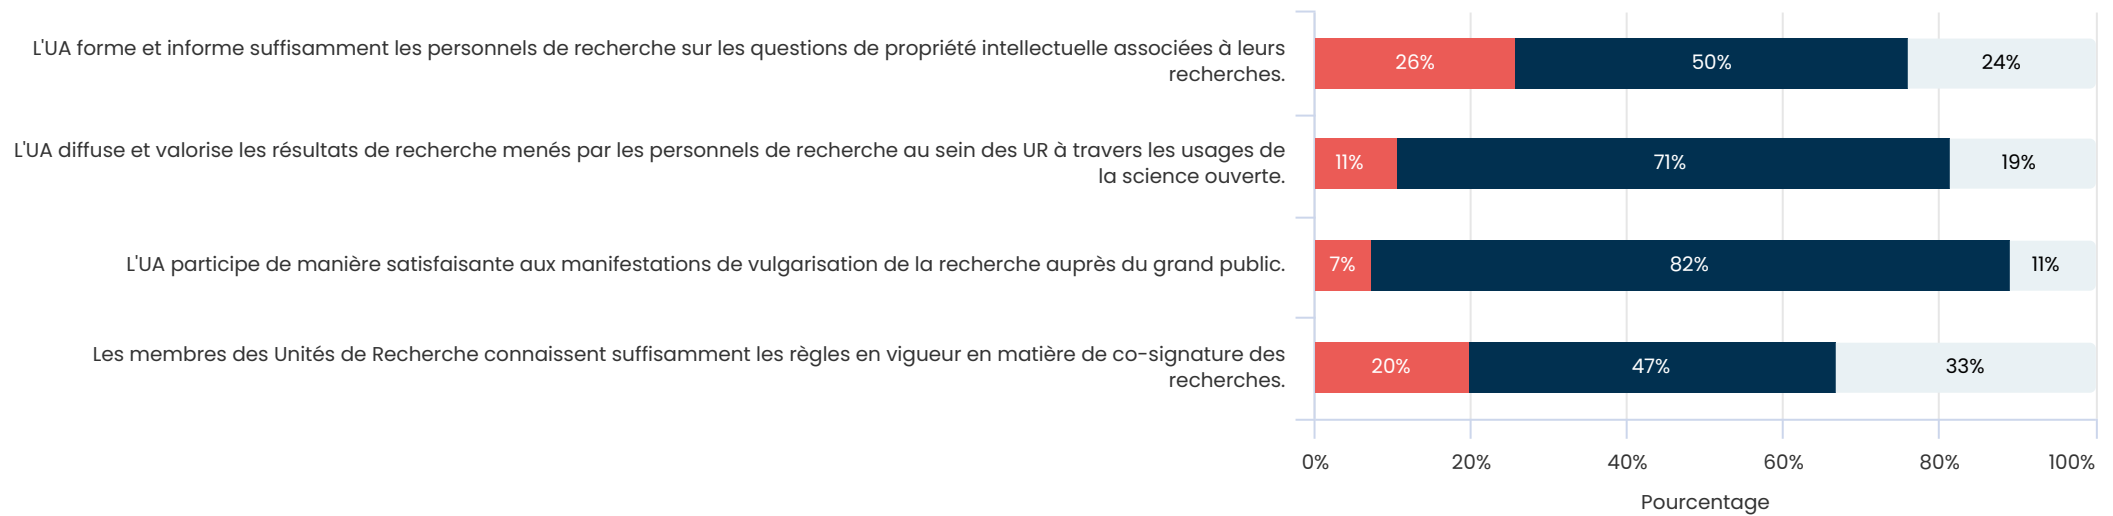 L'UA forme et informe suffisamment les personnels de recherche sur les questions de propriété intellectuelle associées à leurs
recherches.
26% 50% 24%
L'UA diffuse et valorise les résultats de recherche menés par les personnels de recherche au sein des UR à travers les usages de
la science ouverte.
11% 71% 19%
L'UA participe de manière satisfaisante aux manifestations de vulgarisation de la recherche auprès du grand public.
7% 82% 11%
Les membres des Unités de Recherche connaissent suffisamment les règles en vigueur en matière de co-signature des
recherches.
20% 47% 33%
0% 20% 40% 60% 80% 100%
Pourcentage